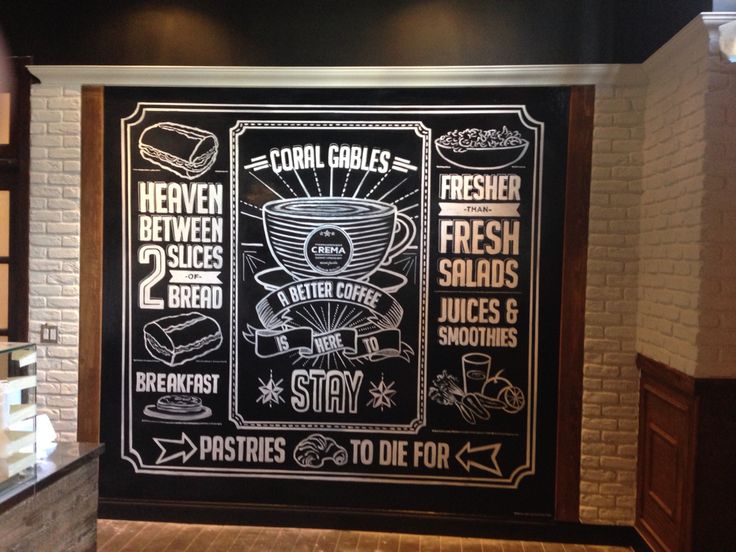 HEAVEN
BETWEEN
2 SLICES
-OF-
BREAD
BREAKFAST
CORAL GABLES
CREMA
A BETTER COFFEE
IS HERE TO
STAY
FRESHER
-THAN-
FRESH
SALADS
JUICES &
SMOOTHIES
PASTRIES TO DIE FOR